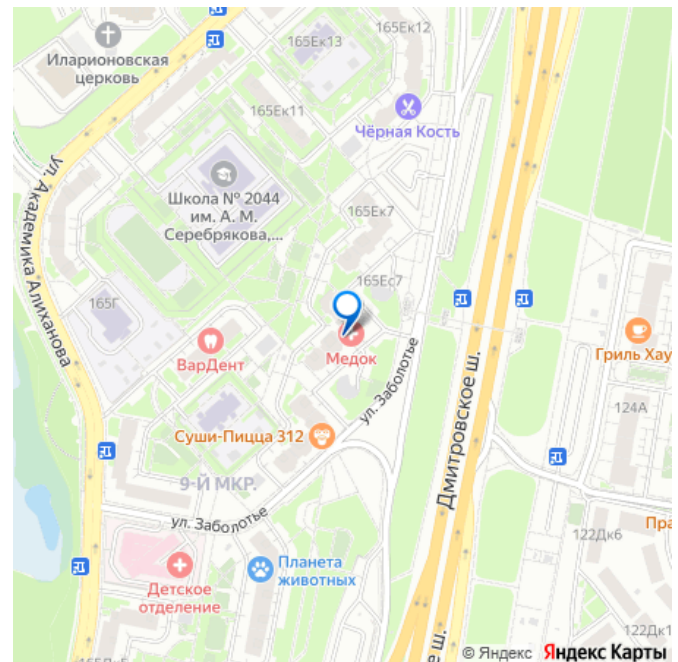 165Ек12
165Ек13
Иларионовская
церковь
165Ек11
Чёрная Кость
ул. Академика Алиханова
Школа № 2044
им. А. М.
Серебрякова,...
165Ек7
165Ес7
165Г
ВарДент
Медок
ул. Заболотье
Дмитровское ш.
Гриль Хау
124А
Суши-Пицца 312
9-Й МКР.
ул. Заболотье
Пра
122Дк6
Планета
животных
Детское
отделение
122Дк1
е ш.
© Яндекс Яндекс Карты